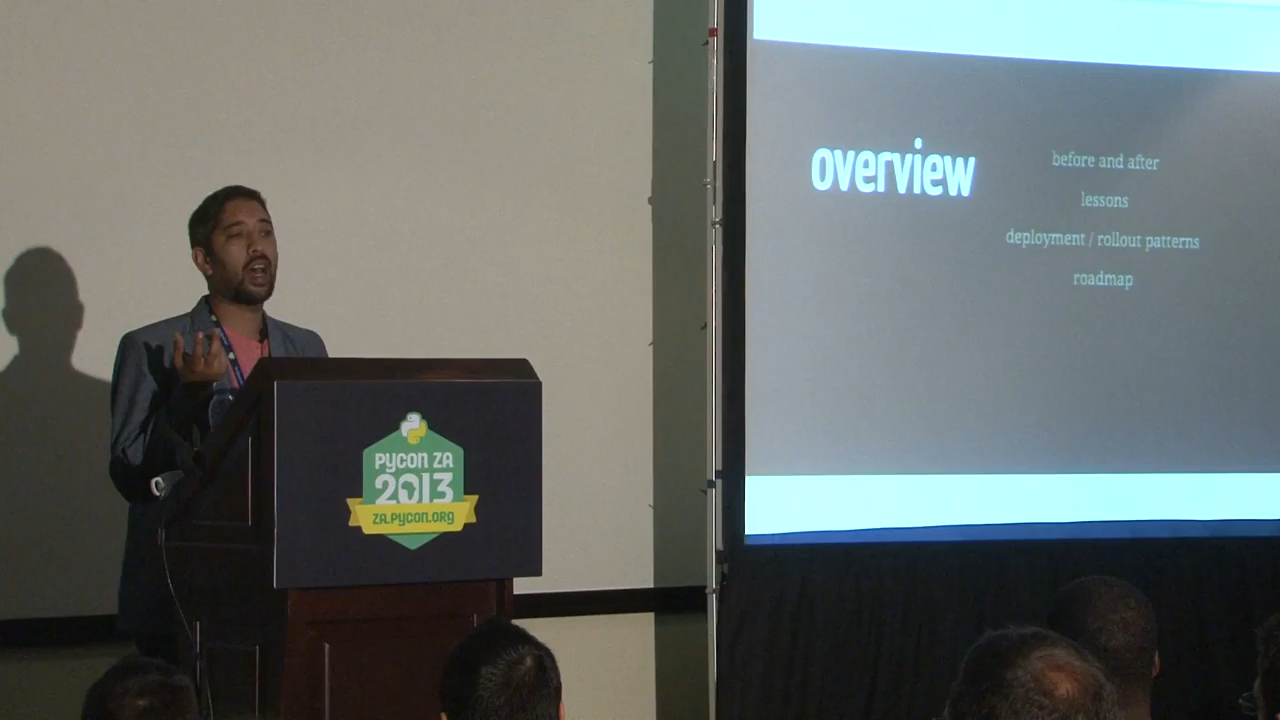 overview
before and after
lessons
deployment / rollout patterns
roadmap
PYCON ZA
2013
ZA.PYCON.ORG